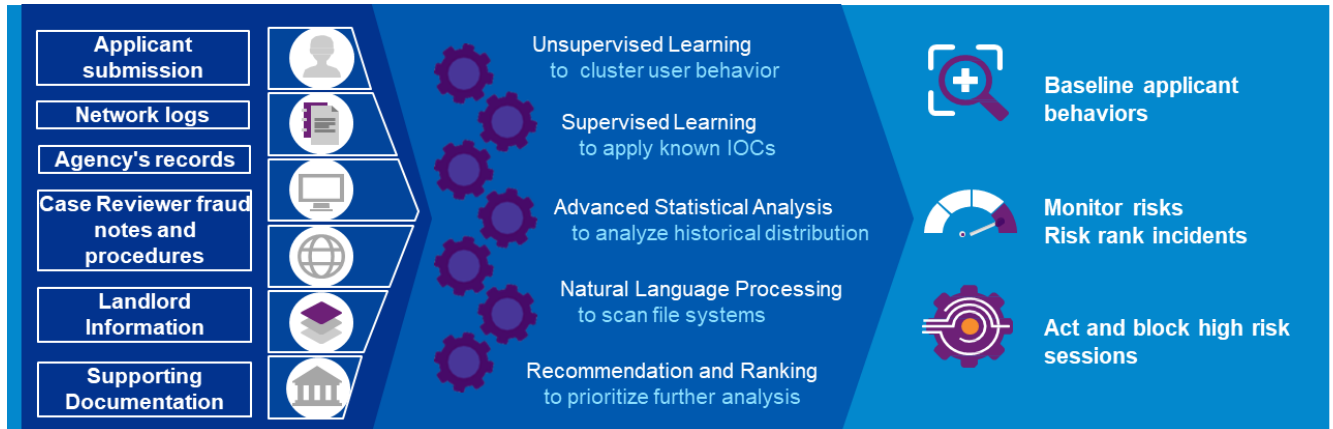 Applicant
submission
Network logs
Agency's records
Case Reviewer fraud
notes and
procedures
Landlord
Information
Supporting
Documentation
Unsupervised Learning
to cluster user behavior
Supervised Learning
to apply known IOCs
Advanced Statistical Analysis
to analyze historical distribution
Natural Language Processing
to scan file systems
Recommendation and Ranking
to prioritize further analysis
Baseline applicant
behaviors
Monitor risks
Risk rank incidents
Act and block high risk
sessions